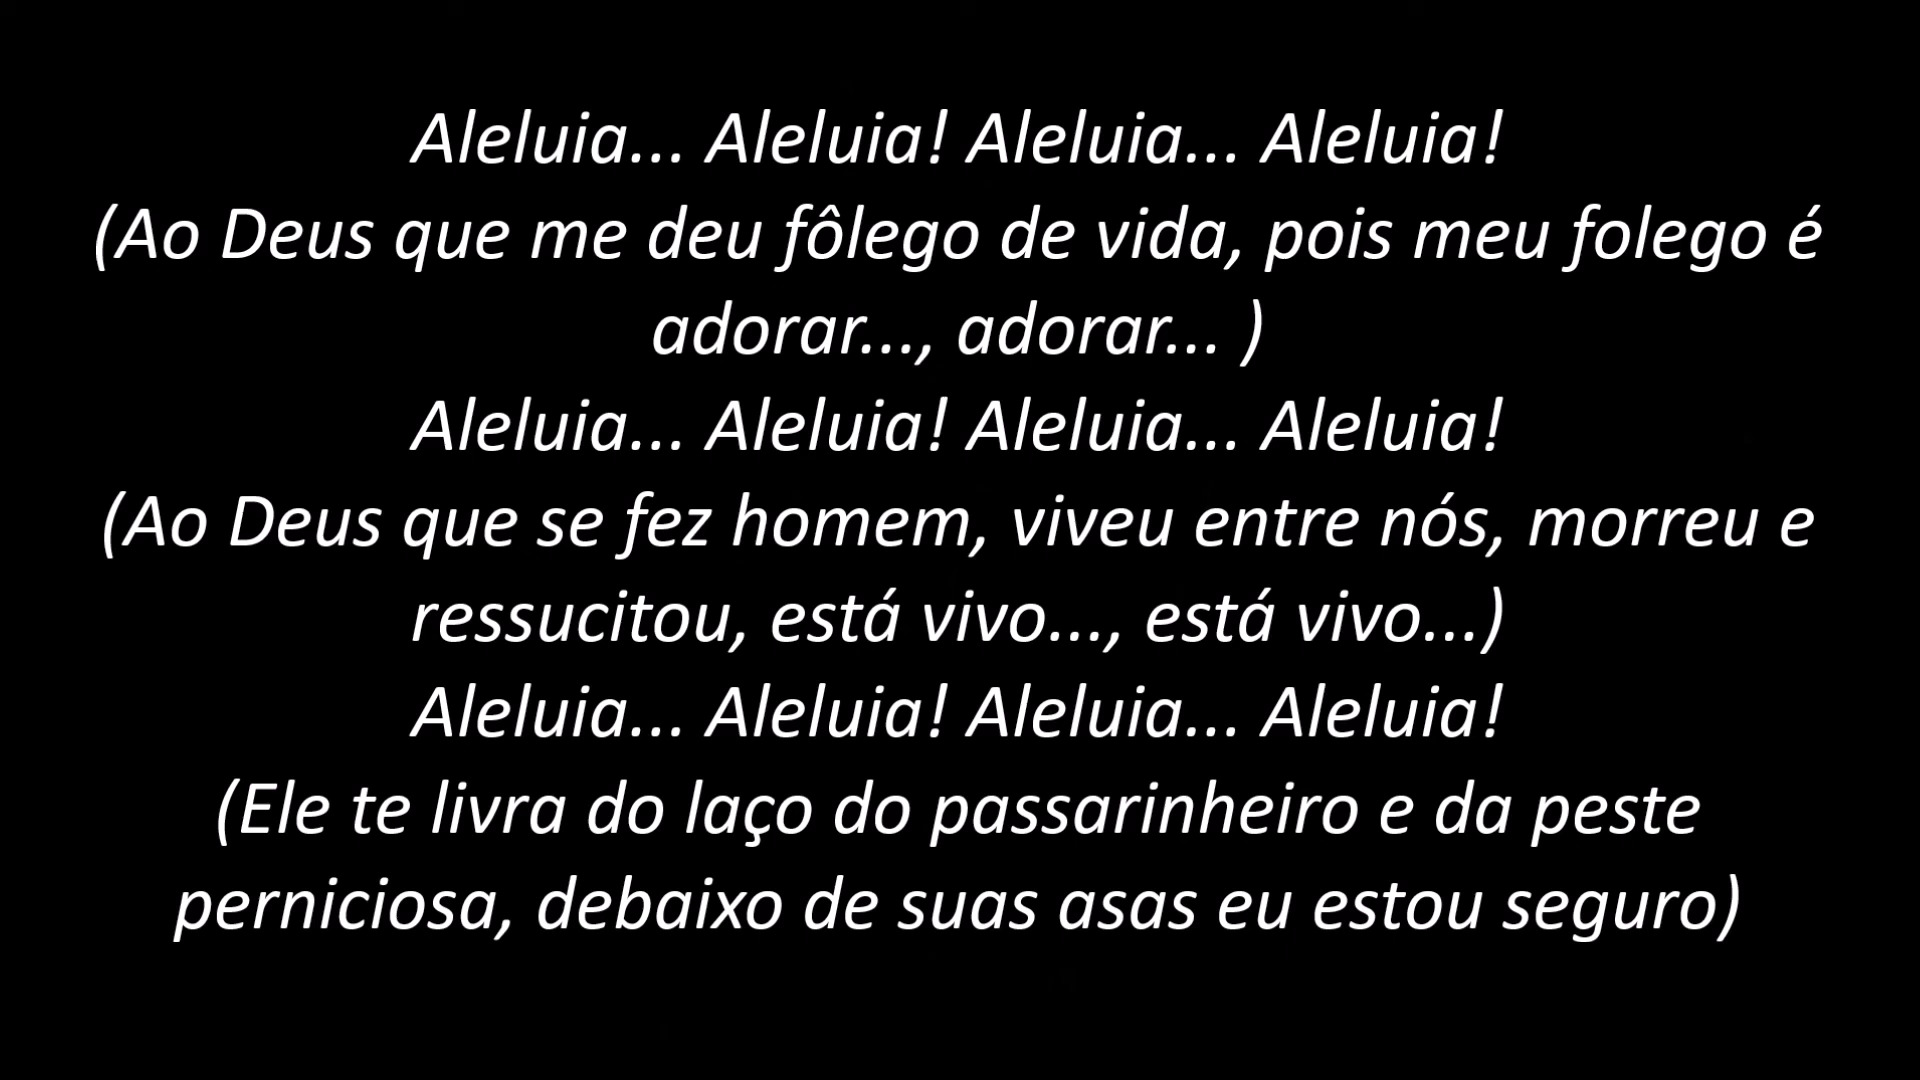 Aleluia... Aleluia! Aleluia... Aleluia!
(Ao Deus que me deu fôlego de vida, pois meu folego é
adorar..., adorar... )
Aleluia... Aleluia! Aleluia... Aleluia!
(Ao Deus que se fez homem, viveu entre nós, morreu e
ressucitou, está vivo..., está vivo...)
Aleluia... Aleluia! Aleluia... Aleluia!
(Ele te livra do laço do passarinheiro e da peste
perniciosa, debaixo de suas asas eu estou seguro)